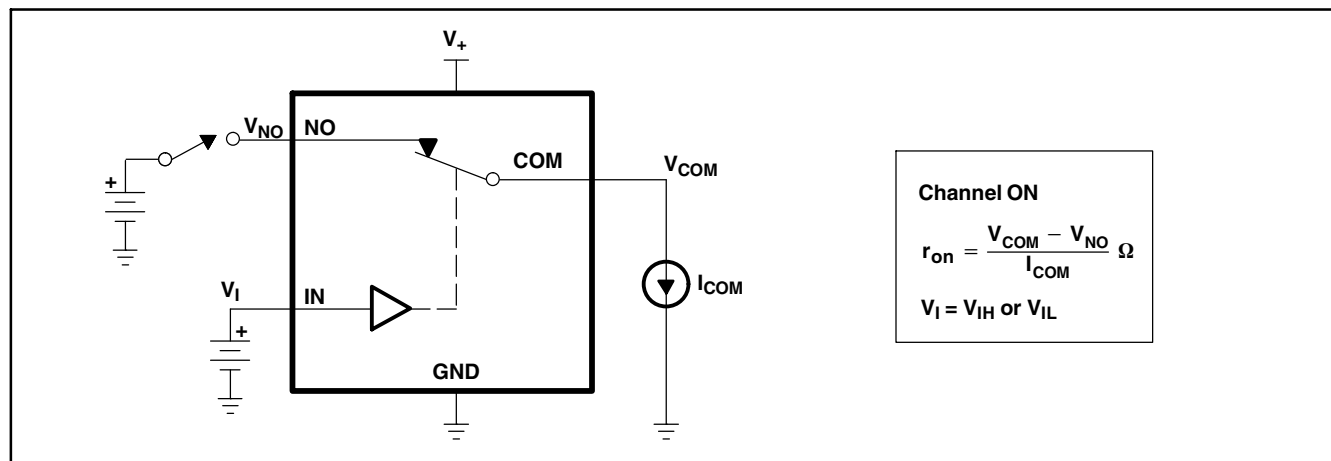 V+
VNO NO
COM VCOM
+
VI IN
ICOM
+
GND
Channel ON
ron = VCOM − VNO / ICOM Ω
VI = VIH or VIL